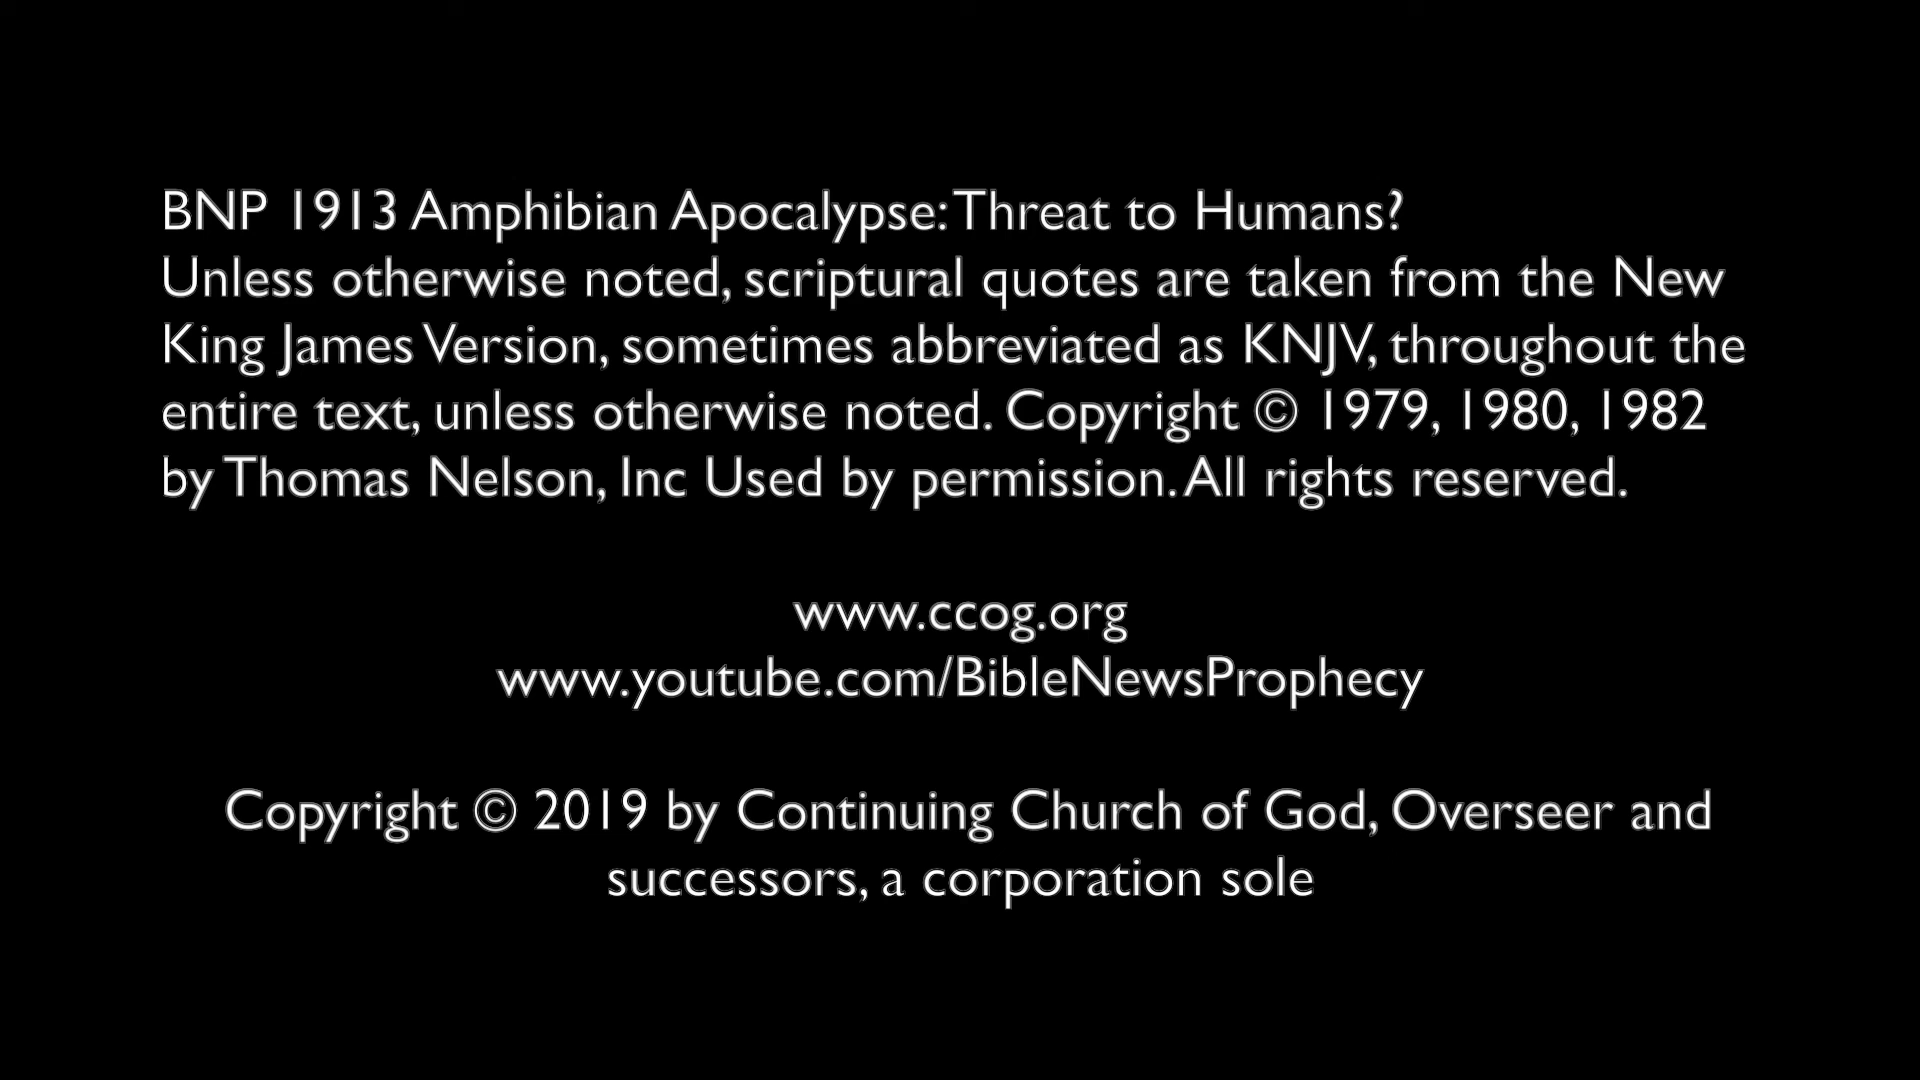 BNP 1913 Amphibian Apocalypse: Threat to Humans?
Unless otherwise noted, scriptural quotes are taken from the New
King James Version, sometimes abbreviated as KNJV, throughout the
entire text, unless otherwise noted. Copyright © 1979, 1980, 1982
by Thomas Nelson, Inc Used by permission. All rights reserved.
www.ccog.org
www.youtube.com/BibleNewsProphecy
Copyright © 2019 by Continuing Church of God, Overseer and
successors, a corporation sole